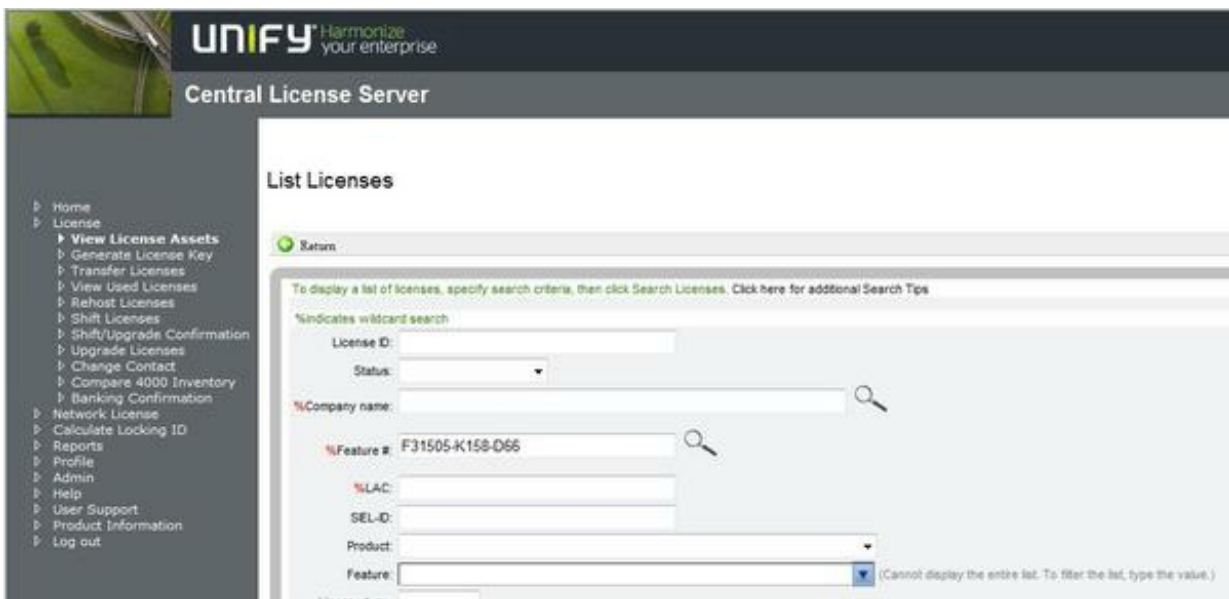 UNIFY Harmonize
your enterprise
Central License Server
Home
License
View License Assets
Generate License Key
Transfer Licenses
View Used Licenses
Rehost Licenses
Shift Licenses
Shift/Upgrade Confirmation
Upgrade Licenses
Change Contact
Compare 4000 Inventory
Banking Confirmation
Network License
Calculate Locking ID
Reports
Profile
Admin
Help
User Support
Product Information
Log out
List Licenses
Return
To display a list of licenses, specify search criteria, then click Search Licenses. Click here for additional Search Tips
%indicates wildcard search
License ID:
Status:
%Company name:
%Feature #: F31505-K158-D66
%LAC:
SEL-ID:
Product:
Feature: (Cannot display the entire list. To filter the list, type the value.)